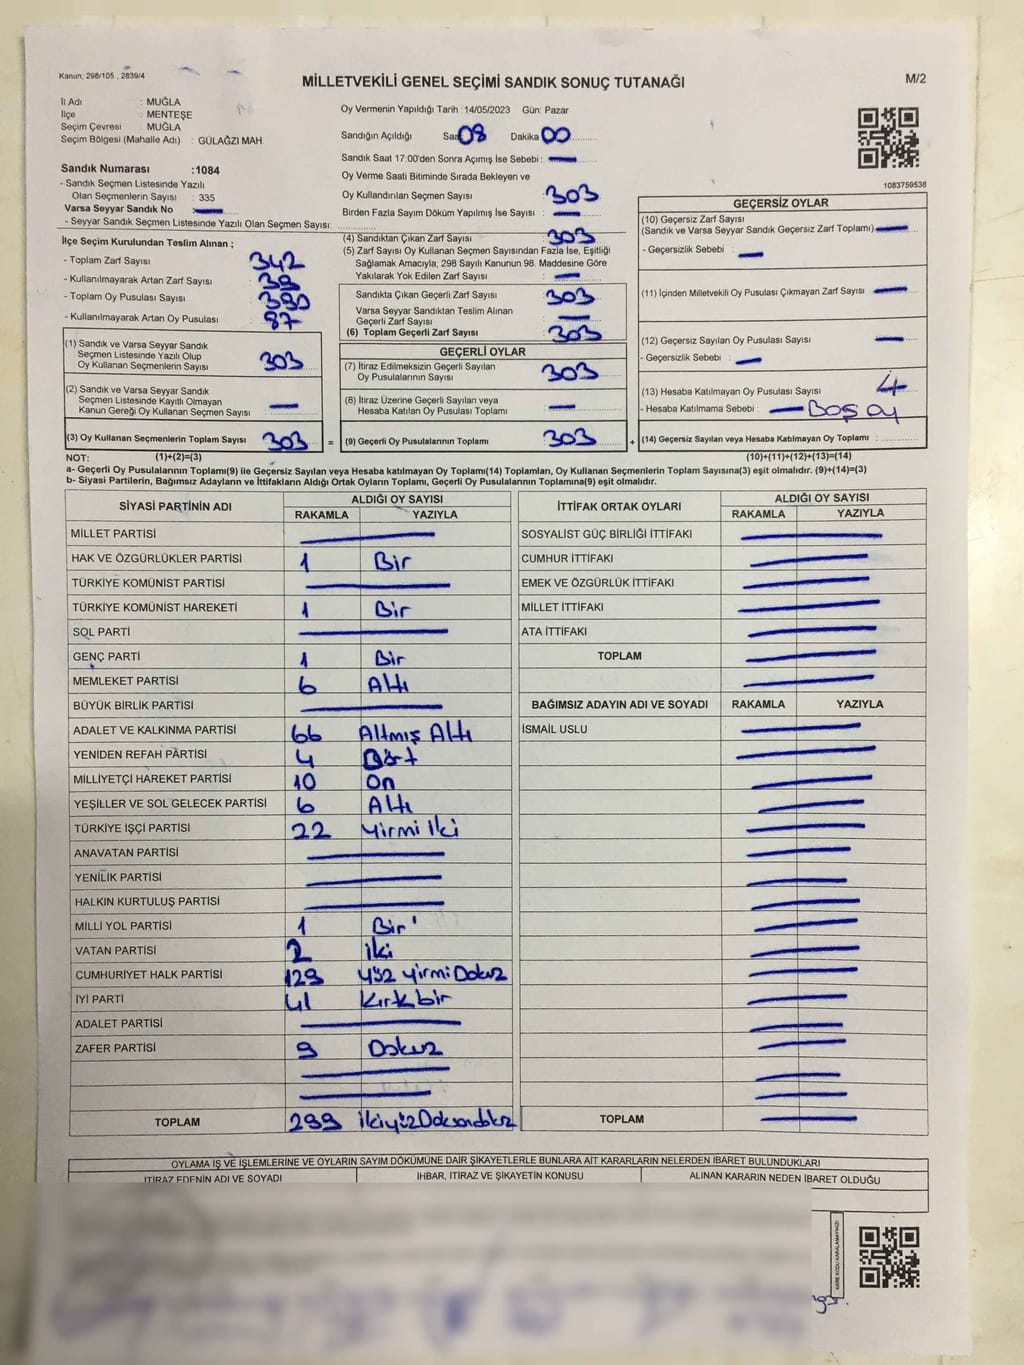 Kanun; 298/105 , 2839/4
MİLLETVEKİLİ GENEL SEÇİMİ SANDIK SONUÇ TUTANAĞI
M/2
İl Adı : MUĞLA
İlçe : MENTEŞE
Seçim Çevresi : MUĞLA
Seçim Bölgesi (Mahalle Adı) : GÜLAĞZI MAH.
Oy Vermenin Yapıldığı Tarih :14/05/2023 Gün: Pazar
Sandığın Açıldığı Saat 08 Dakika 00
Sandık Saat 17:00'den Sonra Açımış İse Sebebi :
Oy Verme Saati Bitiminde Sırada Bekleyen ve
Oy Kullandırılan Seçmen Sayısı : 303
Birden Fazla Sayım Döküm Yapılmış İse Sayısı :
1083759538
Sandık Numarası :1084
- Sandık Seçmen Listesinde Yazılı
Olan Seçmenlerin Sayısı : 335
Varsa Seyyar Sandık No :
- Seyyar Sandık Seçmen Listesinde Yazılı Olan Seçmen Sayısı:
İlçe Seçim Kurulundan Teslim Alınan ;
- Toplam Zarf Sayısı 342
- Kullanılmayarak Artan Zarf Sayısı 39
- Toplam Oy Pusulası Sayısı 390
- Kullanılmayarak Artan Oy Pusulası 87
(1) Sandık ve Varsa Seyyar Sandık
Seçmen Listesinde Yazılı Olup
Oy Kullanan Seçmenlerin Sayısı 303
(2) Sandık ve Varsa Seyyar Sandık
Seçmen Listesinde Kayıtlı Olmayan
Kanun Gereği Oy Kullanan Seçmen Sayısı
(3) Oy Kullanan Seçmenlerin Toplam Sayısı 303 =
(4) Sandıktan Çıkan Zarf Sayısı : 303
(5) Zarf Sayısı Oy Kullanan Seçmen Sayısından Fazla İse, Eşitliği
Sağlamak Amacıyla; 298 Sayılı Kanunun 98. Maddesine Göre
Yakılarak Yok Edilen Zarf Sayısı :
Sandıkta Çıkan Geçerli Zarf Sayısı : 303
Varsa Seyyar Sandıktan Teslim Alınan
Geçerli Zarf Sayısı :
(6) Toplam Geçerli Zarf Sayısı : 303
GEÇERLİ OYLAR
(7) İtiraz Edilmeksizin Geçerli Sayılan
Oy Pusulalarının Sayısı : 303
(8) İtiraz Üzerine Geçerli Sayılan veya
Hesaba Katılan Oy Pusulası Toplamı :
(9) Geçerli Oy Pusulalarının Toplamı : 303 +
GEÇERSİZ OYLAR
(10) Geçersiz Zarf Sayısı
(Sandık ve Varsa Seyyar Sandık Geçersiz Zarf Toplamı)
- Geçersizlik Sebebi :
(11) İçinden Milletvekili Oy Pusulası Çıkmayan Zarf Sayısı
(12) Geçersiz Sayılan Oy Pusulası Sayısı
- Geçersizlik Sebebi :
(13) Hesaba Katılmayan Oy Pusulası Sayısı 4
- Hesaba Katılmama Sebebi : Boş oy
(14) Geçersiz Sayılan veya Hesaba Katılmayan Oy Toplamı :
NOT: (1)+(2)=(3) (10)+(11)+(12)+(13)=(14)
a- Geçerli Oy Pusulalarının Toplamı(9) ile Geçersiz Sayılan veya Hesaba katılmayan Oy Toplamı(14) Toplamları, Oy Kullanan Seçmenlerin Toplam Sayısına(3) eşit olmalıdır. (9)+(14)=(3)
b- Siyasi Partilerin, Bağımsız Adayların ve İttifakların Aldığı Ortak Oyların Toplamı, Geçerli Oy Pusulalarının Toplamına(9) eşit olmalıdır.
SİYASİ PARTİNİN ADI ALDIĞI OY SAYISI
RAKAMLA YAZIYLA
MİLLET PARTİSİ
HAK VE ÖZGÜRLÜKLER PARTİSİ 1 Bir
TÜRKİYE KOMÜNİST PARTİSİ
TÜRKİYE KOMÜNİST HAREKETİ 1 Bir
SOL PARTİ
GENÇ PARTİ 1 Bir
MEMLEKET PARTİSİ 6 Altı
BÜYÜK BİRLİK PARTİSİ
ADALET VE KALKINMA PARTİSİ 66 Altmış Altı
YENİDEN REFAH PARTİSİ 4 Dört
MİLLİYETÇİ HAREKET PARTİSİ 10 On
YEŞİLLER VE SOL GELECEK PARTİSİ 6 Altı
TÜRKİYE İŞÇİ PARTİSİ 22 Yirmi İki
ANAVATAN PARTİSİ
YENİLİK PARTİSİ
HALKIN KURTULUŞ PARTİSİ
MİLLİ YOL PARTİSİ 1 Bir
VATAN PARTİSİ 2 İki
CUMHURİYET HALK PARTİSİ 129 Yüz Yirmi Dokuz
İYİ PARTİ 41 Kırk bir
ADALET PARTİSİ
ZAFER PARTİSİ 9 Dokuz
TOPLAM 299 İkiyüz Doksandokuz
İTTİFAK ORTAK OYLARI ALDIĞI OY SAYISI
RAKAMLA YAZIYLA
SOSYALİST GÜÇ BİRLİĞİ İTTİFAKI
CUMHUR İTTİFAKI
EMEK VE ÖZGÜRLÜK İTTİFAKI
MİLLET İTTİFAKI
ATA İTTİFAKI
TOPLAM
BAĞIMSIZ ADAYIN ADI VE SOYADI RAKAMLA YAZIYLA
İSMAİL USLU
TOPLAM
OYLAMA İŞ VE İŞLEMLERİNE VE OYLARIN SAYIM DÖKÜMÜNE DAİR ŞİKAYETLERLE BUNLARA AİT KARARLARIN NELERDEN İBARET BULUNDUKLARI
İTİRAZ EDENİN ADI VE SOYADI İHBAR, İTİRAZ VE ŞİKAYETİN KONUSU ALINAN KARARIN NEDEN İBARET OLDUĞU
KARE KODU KARALAMAYINIZ!